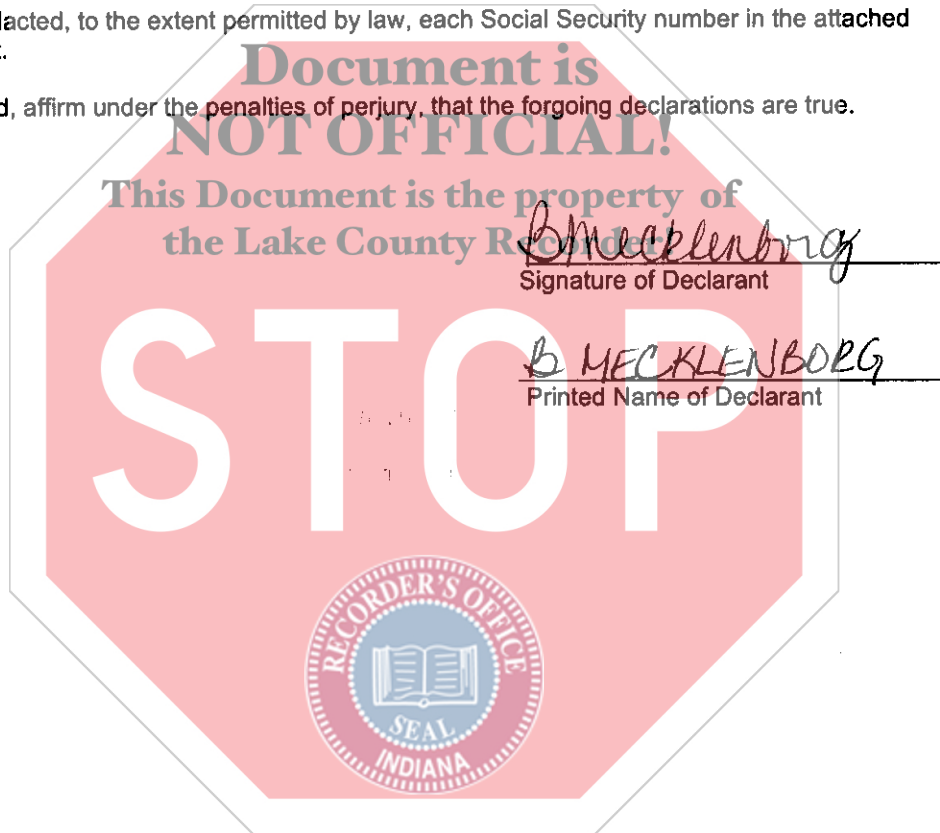 lacted, to the extent permitted by law, each Social Security number in the attached
t.
Document is
d, affirm under the penalties of perjury, that the forgoing declarations are true.
NOT OFFICIAL!
This Document is the property of
the Lake County Recorder!
BMecklenborg
Signature of Declarant
B MECKLENBORG
Printed Name of Declarant
STOP
RECORDER'S OFFICE
SEAL
INDIANA